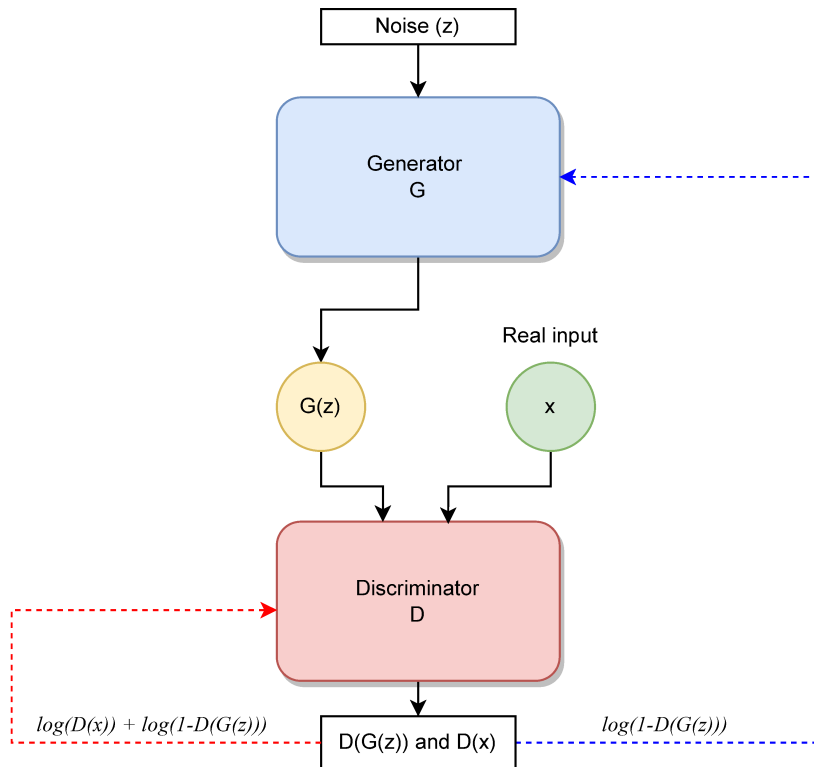 Noise (z)
Generator
G
Real input
G(z)
x
Discriminator
D
log(D(x)) + log(1-D(G(z)))
D(G(z)) and D(x)
log(1-D(G(z)))